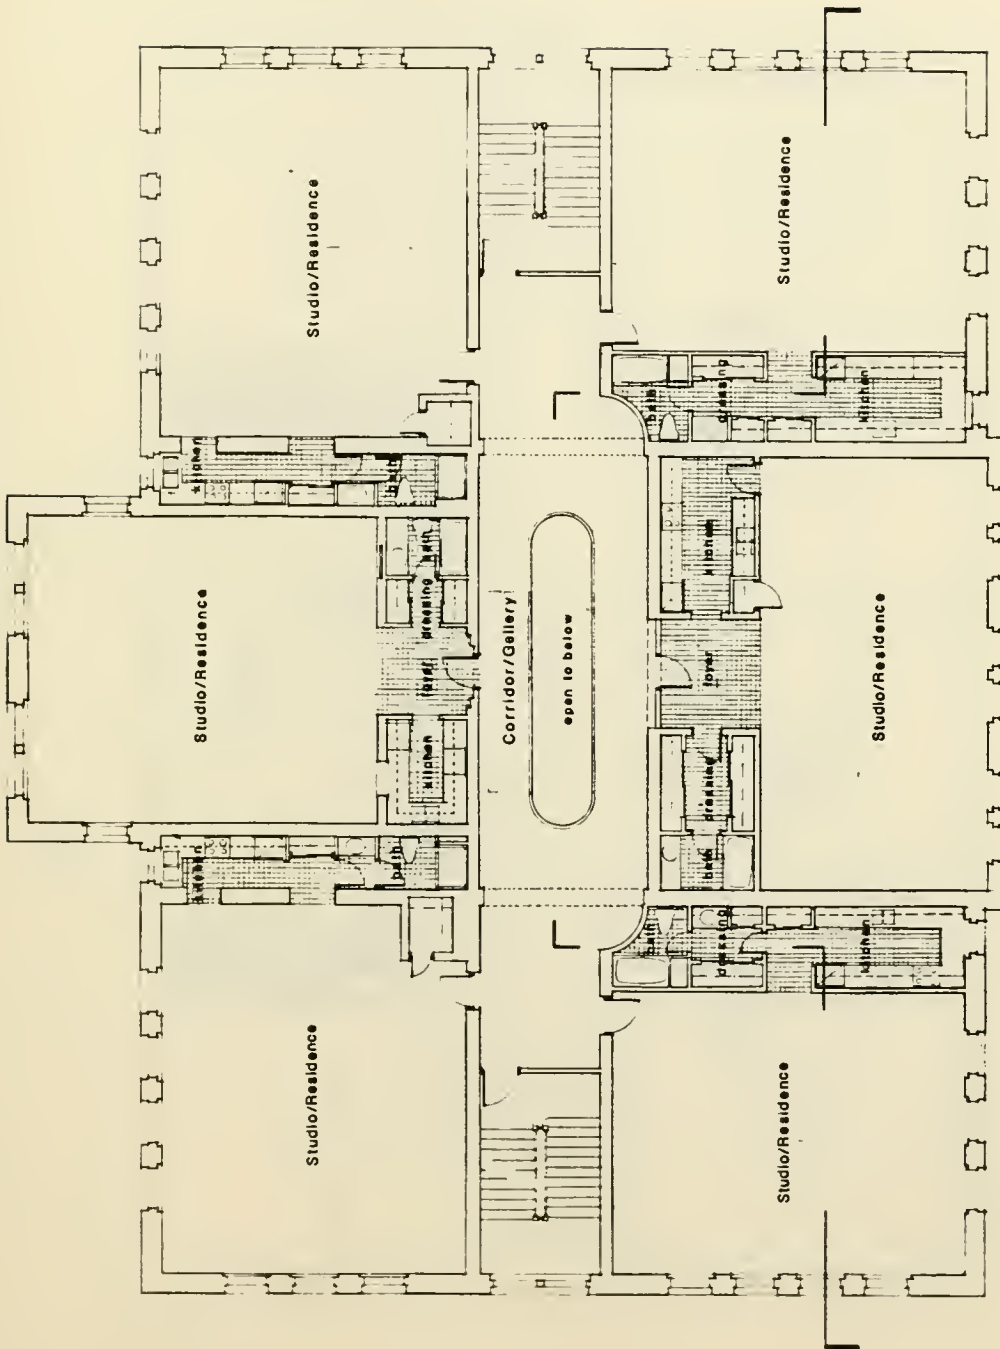 Studio/Residence
kitchen
bath
Studio/Residence
bath
dressing
kitchen
Studio/Residence
bath
dressing
foyer
kitchen
Corridor/Gallery
open to below
kitchen
foyer
dressing
bath
Studio/Residence
kitchen
bath
Studio/Residence
bath
dressing
kitchen
Studio/Residence